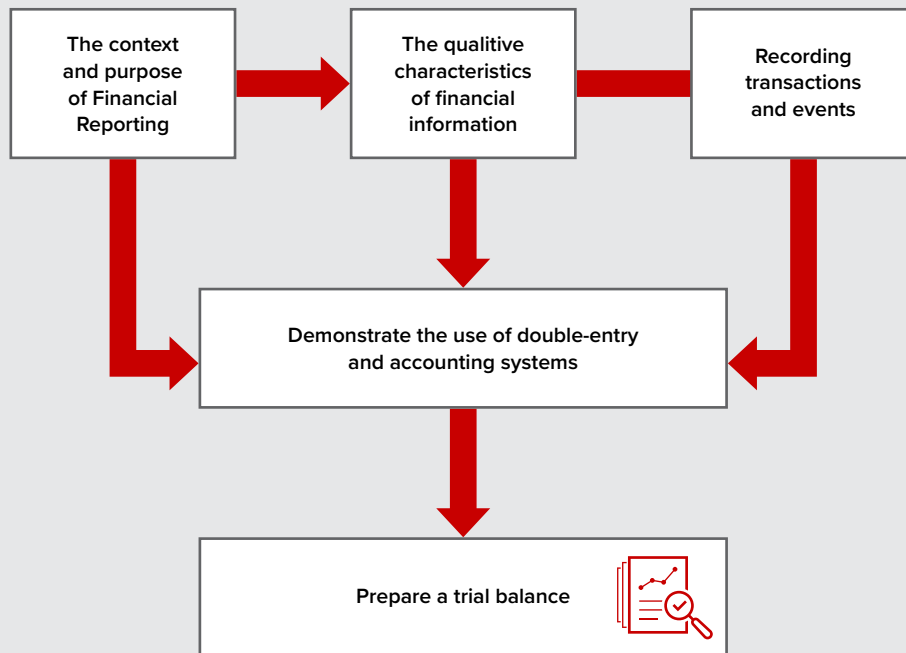 The context
and purpose
of Financial
Reporting
The qualitive
characteristics
of financial
information
Recording
transactions
and events
Demonstrate the use of double-entry
and accounting systems
Prepare a trial balance